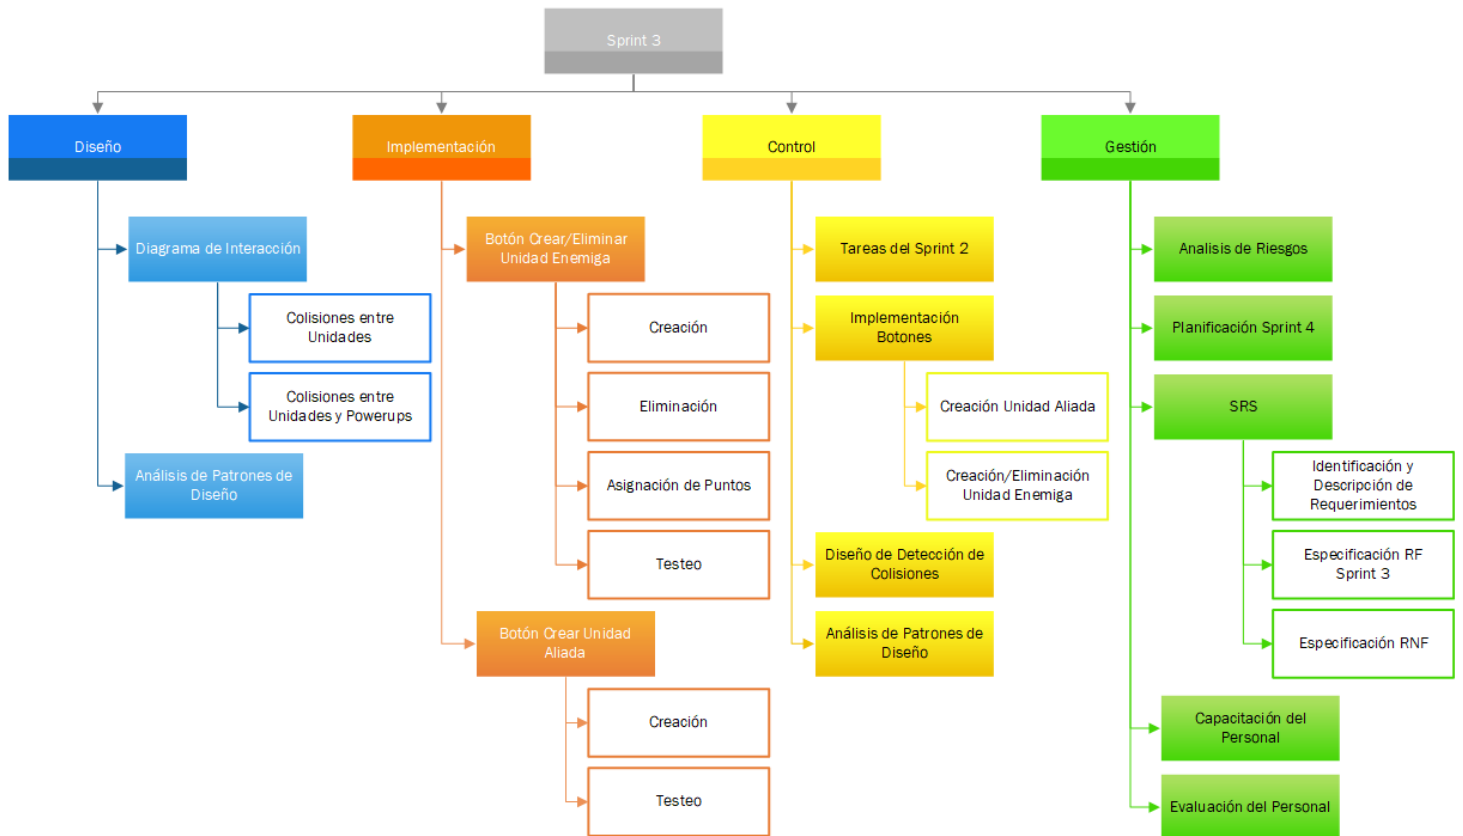 Sprint 3
Diseño
Diagrama de Interacción
Colisiones entre
Unidades
Colisiones entre
Unidades y Powerups
Análisis de Patrones de
Diseño
Implementación
Botón Crear/Eliminar
Unidad Enemiga
Creación
Eliminación
Asignación de Puntos
Testeo
Botón Crear Unidad
Aliada
Creación
Testeo
Control
Tareas del Sprint 2
Implementación
Botones
Creación Unidad Aliada
Creación/Eliminación
Unidad Enemiga
Diseño de Detección de
Colisiones
Análisis de Patrones de
Diseño
Gestión
Analisis de Riesgos
Planificación Sprint 4
SRS
Identificación y
Descripción de
Requerimientos
Especificación RF
Sprint 3
Especificación RNF
Capacitación del
Personal
Evaluación del Personal